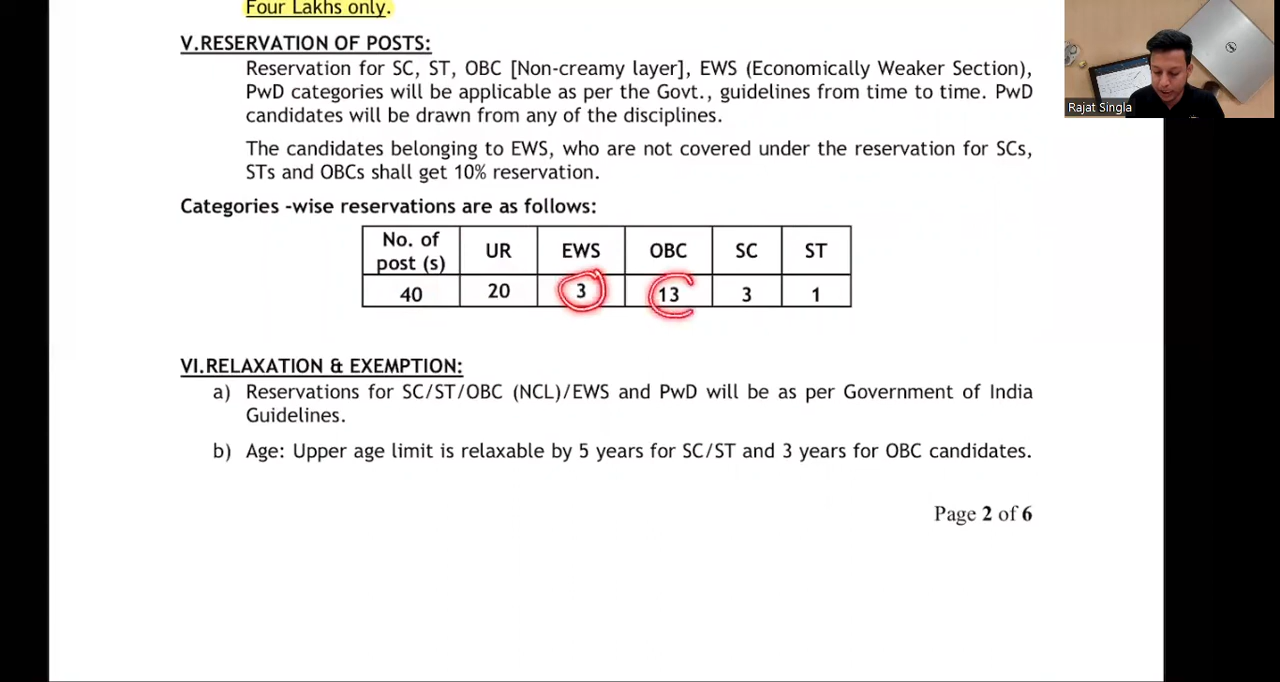 Four Lakhs only.
V.RESERVATION OF POSTS:
Reservation for SC, ST, OBC [Non-creamy layer], EWS (Economically Weaker Section),
PwD categories will be applicable as per the Govt., guidelines from time to time. PwD
candidates will be drawn from any of the disciplines.
The candidates belonging to EWS, who are not covered under the reservation for SCs,
STs and OBCs shall get 10% reservation.
Categories -wise reservations are as follows:
No. of post (s) UR EWS OBC SC ST
40 20 3 13 3 1
VI.RELAXATION & EXEMPTION:
a) Reservations for SC/ST/OBC (NCL)/EWS and PwD will be as per Government of India
Guidelines.
b) Age: Upper age limit is relaxable by 5 years for SC/ST and 3 years for OBC candidates.
Page 2 of 6
Rajat Singla